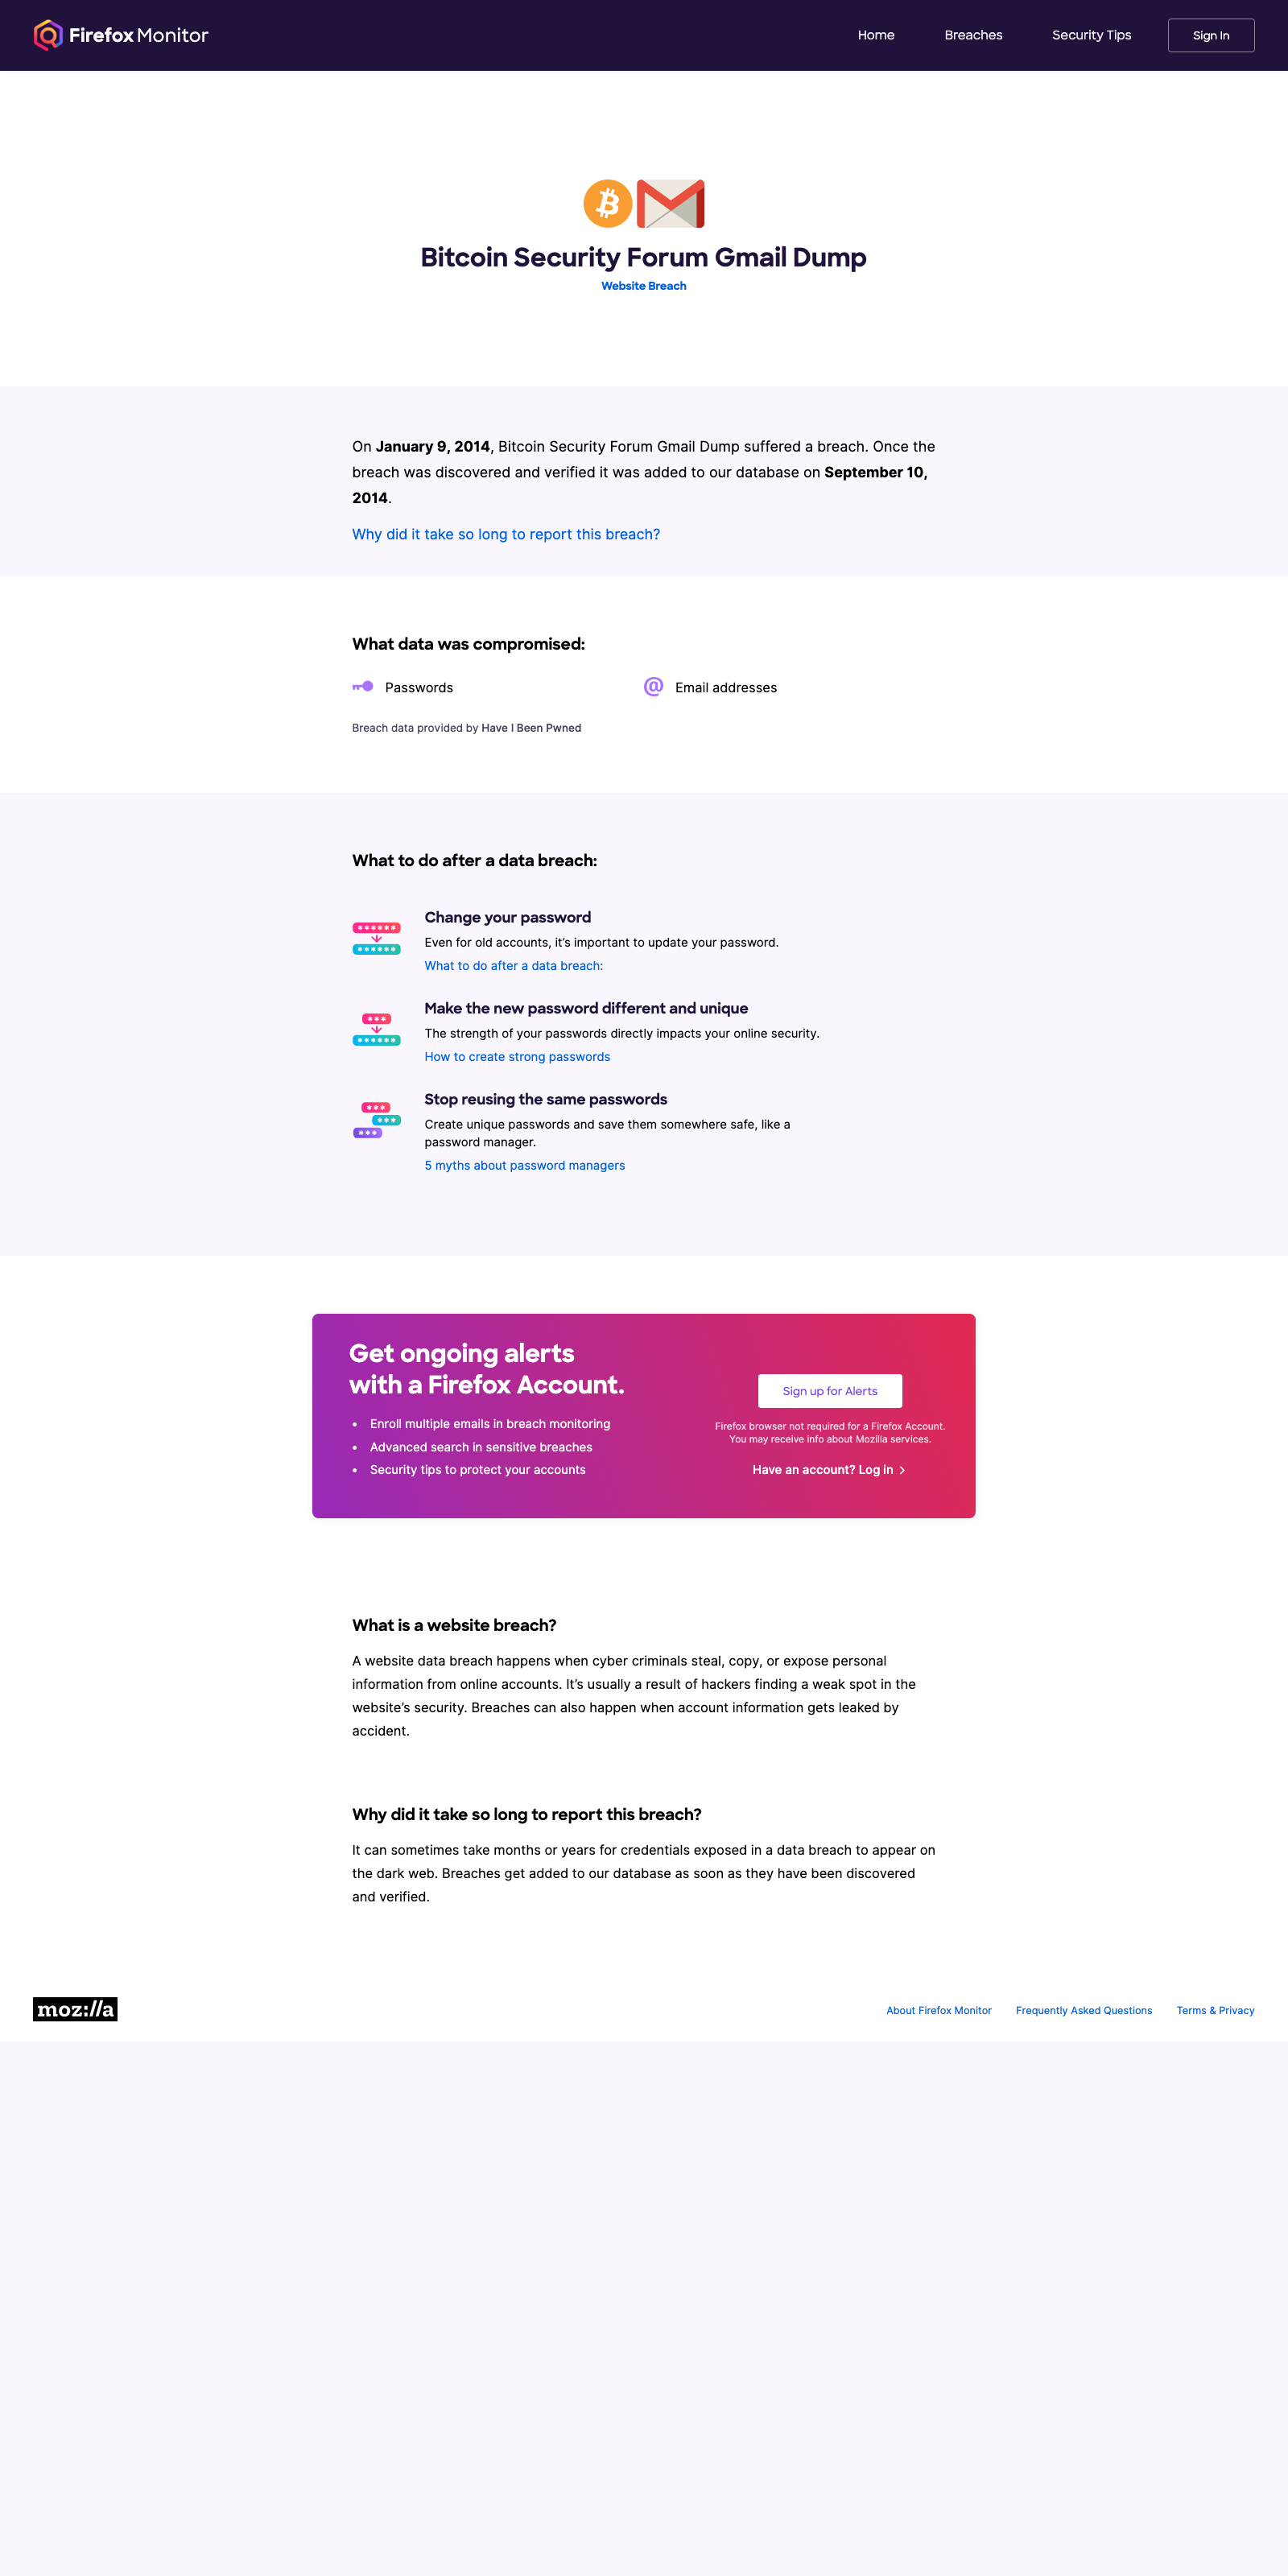 Firefox Monitor
Home
Breaches
Security Tips
Sign In
Bitcoin Security Forum Gmail Dump
Website Breach
On January 9, 2014, Bitcoin Security Forum Gmail Dump suffered a breach. Once the
breach was discovered and verified it was added to our database on September 10,
2014.
Why did it take so long to report this breach?
What data was compromised:
Passwords
@ Email addresses
Breach data provided by Have I Been Pwned
What to do after a data breach:
Change your password
Even for old accounts, it’s important to update your password.
What to do after a data breach:
Make the new password different and unique
The strength of your passwords directly impacts your online security.
How to create strong passwords
Stop reusing the same passwords
Create unique passwords and save them somewhere safe, like a
password manager.
5 myths about password managers
Get ongoing alerts
with a Firefox Account.
• Enroll multiple emails in breach monitoring
• Advanced search in sensitive breaches
• Security tips to protect your accounts
Sign up for Alerts
Firefox browser not required for a Firefox Account.
You may receive info about Mozilla services.
Have an account? Log in
What is a website breach?
A website data breach happens when cyber criminals steal, copy, or expose personal
information from online accounts. It’s usually a result of hackers finding a weak spot in the
website’s security. Breaches can also happen when account information gets leaked by
accident.
Why did it take so long to report this breach?
It can sometimes take months or years for credentials exposed in a data breach to appear on
the dark web. Breaches get added to our database as soon as they have been discovered
and verified.
moz://a
About Firefox Monitor
Frequently Asked Questions
Terms & Privacy